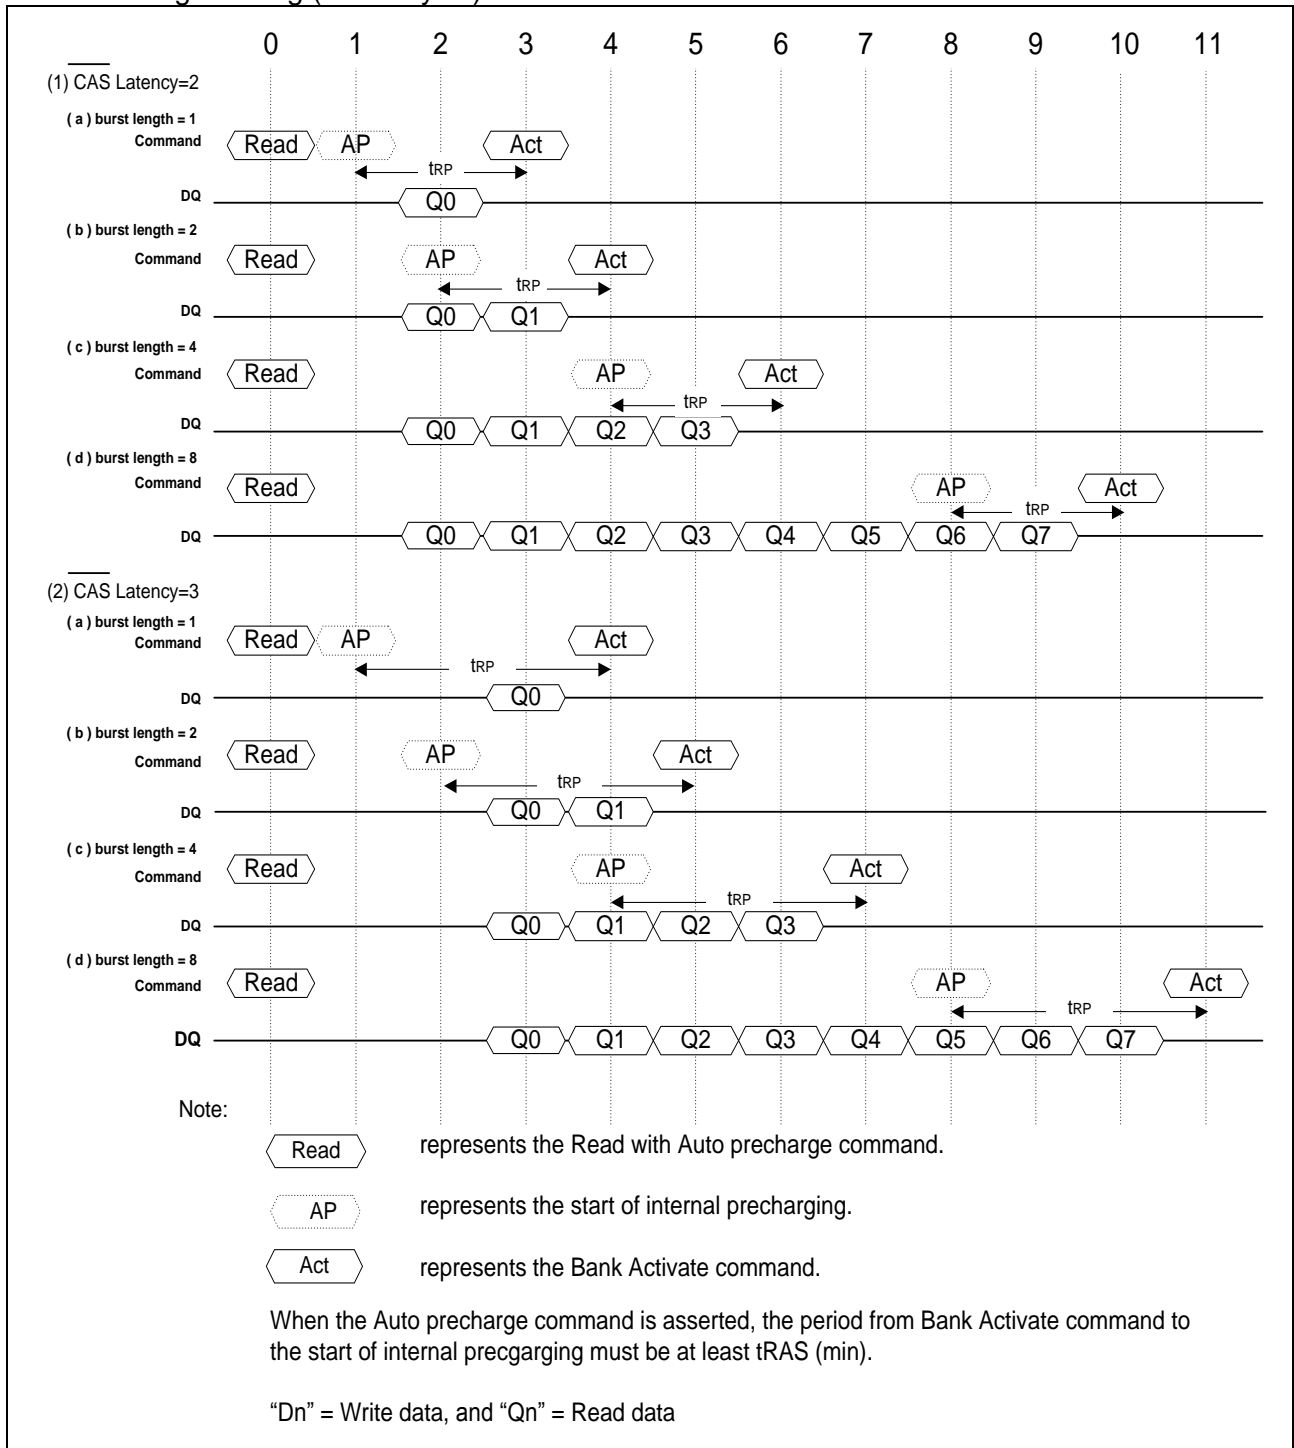 0 1 2 3 4 5 6 7 8 9 10 11
(1) CAS Latency=2
( a ) burst length = 1
Command Read AP Act
tRP
DQ Q0
( b ) burst length = 2
Command Read AP Act
tRP
DQ Q0 Q1
( c ) burst length = 4
Command Read AP Act
tRP
DQ Q0 Q1 Q2 Q3
( d ) burst length = 8
Command Read AP Act
tRP
DQ Q0 Q1 Q2 Q3 Q4 Q5 Q6 Q7
(2) CAS Latency=3
( a ) burst length = 1
Command Read AP Act
tRP
DQ Q0
( b ) burst length = 2
Command Read AP Act
tRP
DQ Q0 Q1
( c ) burst length = 4
Command Read AP Act
tRP
DQ Q0 Q1 Q2 Q3
( d ) burst length = 8
Command Read AP Act
tRP
DQ Q0 Q1 Q2 Q3 Q4 Q5 Q6 Q7
Note:
Read represents the Read with Auto precharge command.
AP represents the start of internal precharging.
Act represents the Bank Activate command.
When the Auto precharge command is asserted, the period from Bank Activate command to
the start of internal precgarging must be at least tRAS (min).
“Dn” = Write data, and “Qn” = Read data